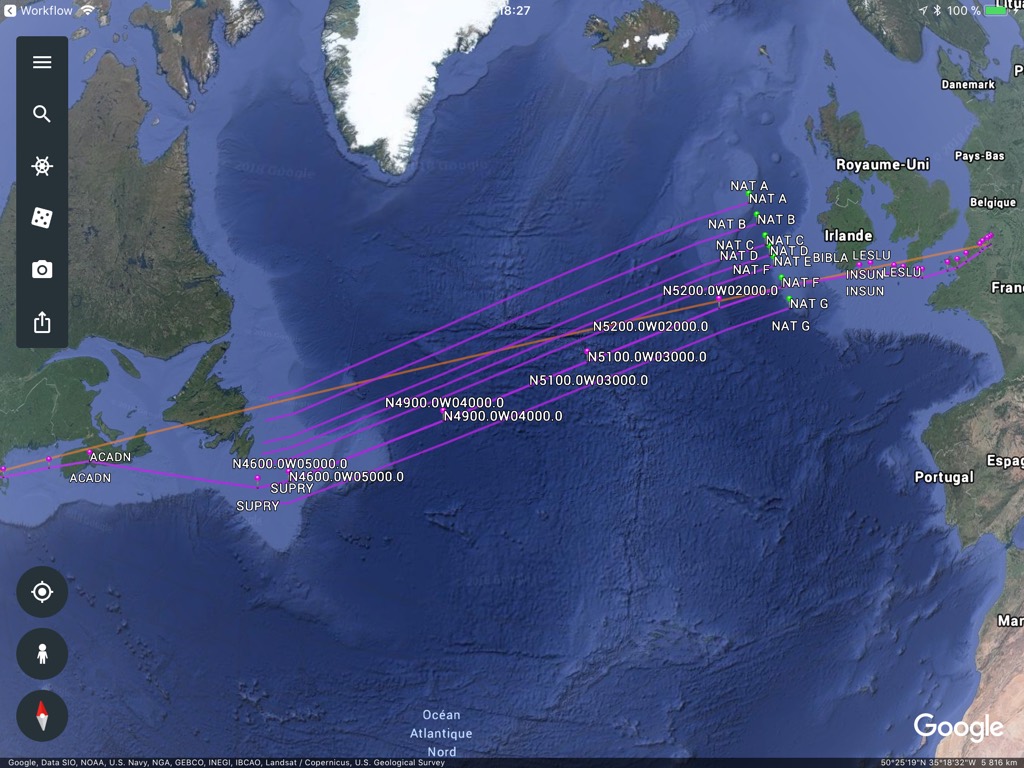 Workflow
18:27
100 %
Danemark
Pays-Bas
Royaume-Uni
Belgique
NAT A
NAT A
NAT B
NAT B
Irlande
NAT C
NAT C
NAT D
NAT D
NAT E
BIBLA
LESLU
NAT F
INSUN
LESLU
NAT F
N5200.0W02000.0
INSUN
Franc
NAT G
N5200.0W02000.0
NAT G
N5100.0W03000.0
N5100.0W03000.0
N4900.0W04000.0
N4900.0W04000.0
ACADN
ACADN
N4600.0W05000.0
N4600.0W05000.0
SUPRY
SUPRY
Espag
Portugal
Mar
Océan
Atlantique
Nord
Google
Google, Data SIO, NOAA, U.S. Navy, NGA, GEBCO, INEGI, IBCAO, Landsat / Copernicus, U.S. Geological Survey
50°25'19"N 35°18'32"W 5 816 km